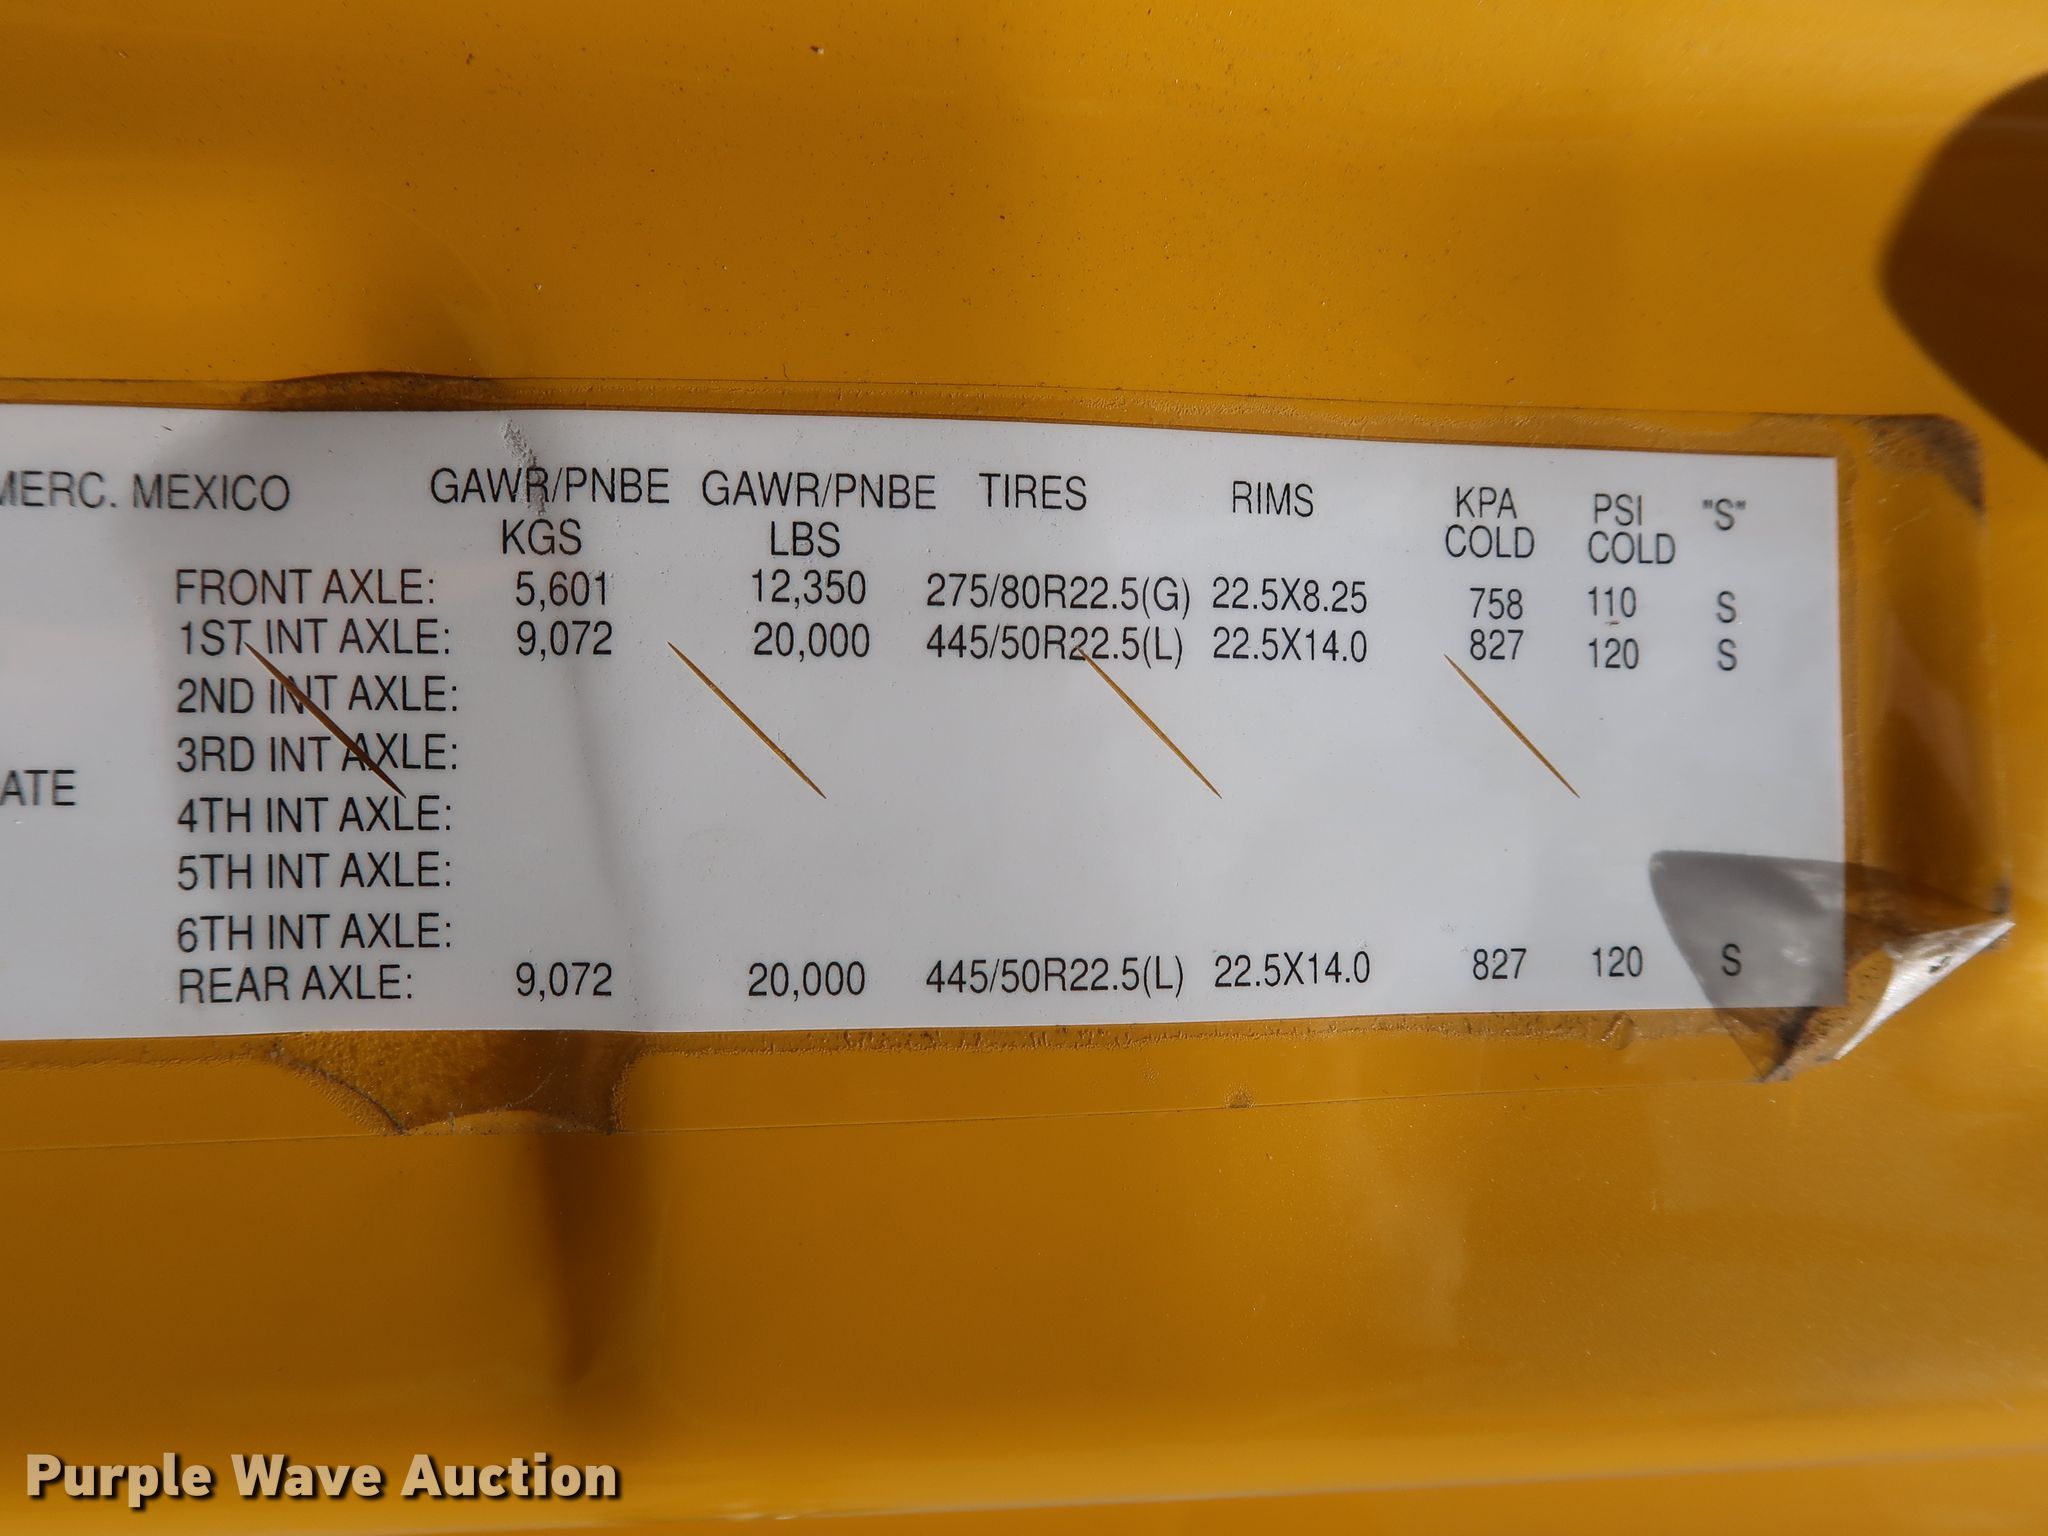 MERC. MEXICO GAWR/PNBE GAWR/PNBE TIRES RIMS KPA PSI "S"
KGS LBS COLD COLD
FRONT AXLE: 5,601 12,350 275/80R22.5(G) 22.5X8.25 758 110 S
1ST INT AXLE: 9,072 20,000 445/50R22.5(L) 22.5X14.0 827 120 S
2ND INT AXLE:
3RD INT AXLE:
ATE
4TH INT AXLE:
5TH INT AXLE:
6TH INT AXLE:
REAR AXLE: 9,072 20,000 445/50R22.5(L) 22.5X14.0 827 120 S
Purple Wave Auction